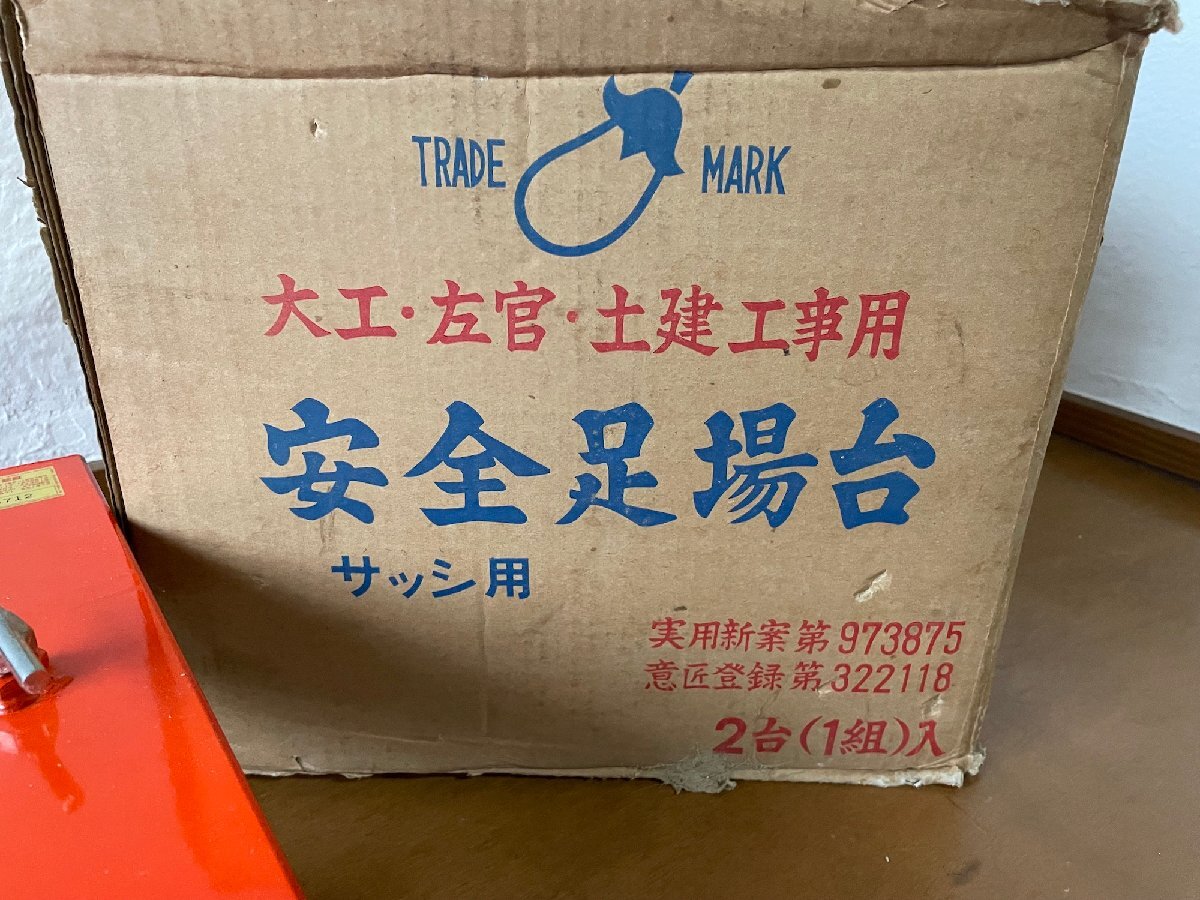 TRADE MARK
大工・左官・土建工事用
安全足場台
サッシ用
実用新案第973875
意匠登録第322118
2台(1組)入